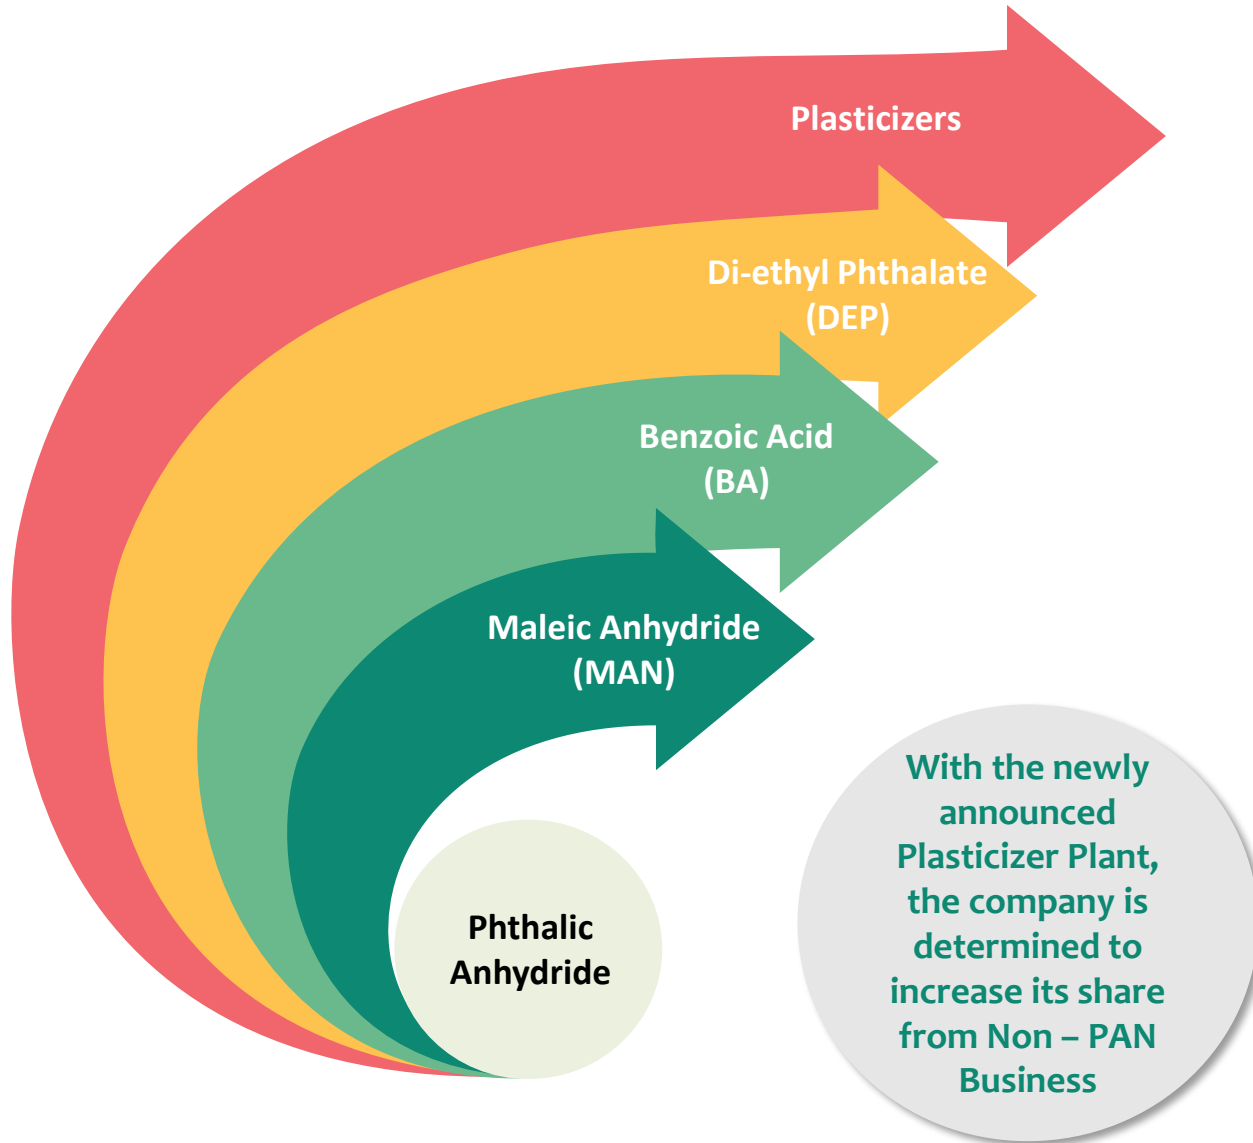 Plasticizers
Di-ethyl Phthalate
(DEP)
Benzoic Acid
(BA)
Maleic Anhydride
(MAN)
Phthalic
Anhydride
With the newly
announced
Plasticizer Plant,
the company is
determined to
increase its share
from Non – PAN
Business